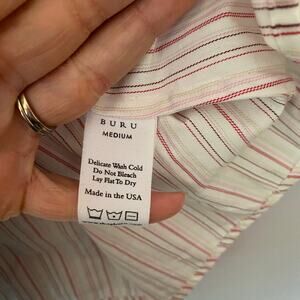 BURU
MEDIUM
Delicate Wash Cold
Do Not Bleach
Lay Flat To Dry
Made in the USA